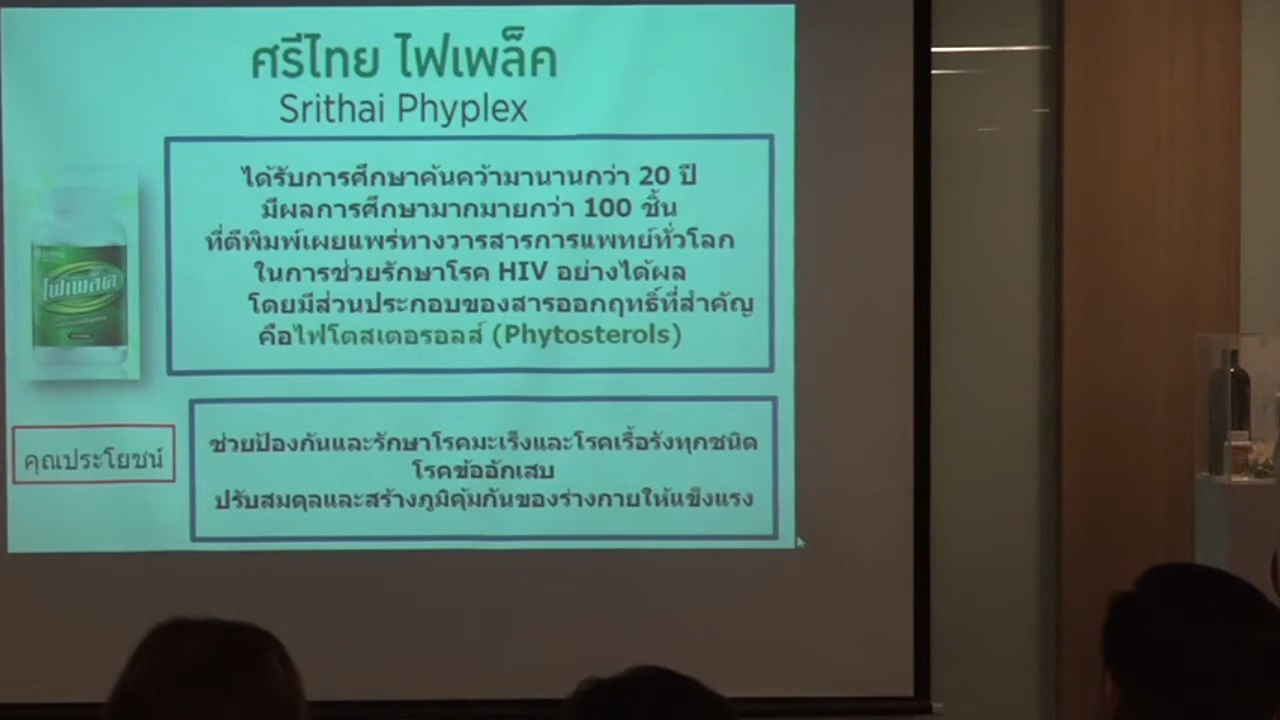 ศรีไทย ไฟเพล็ค
Srithai Phyplex
ได้รับการศึกษาค้นคว้ามานานกว่า 20 ปี
มีผลการศึกษามากมายกว่า 100 ชิ้น
ที่ตีพิมพ์เผยแพร่ทางวารสารการแพทย์ทั่วโลก
ในการช่วยรักษาโรค HIV อย่างได้ผล
โดยมีส่วนประกอบของสารออกฤทธิ์ที่สำคัญ
คือไฟโตสเตอรอลส์ (Phytosterols)
ไฟเพล็ค
คุณประโยชน์
ช่วยป้องกันและรักษาโรคมะเร็งและโรคเรื้อรังทุกชนิด
โรคข้ออักเสบ
ปรับสมดุลและสร้างภูมิคุ้มกันของร่างกายให้แข็งแรง